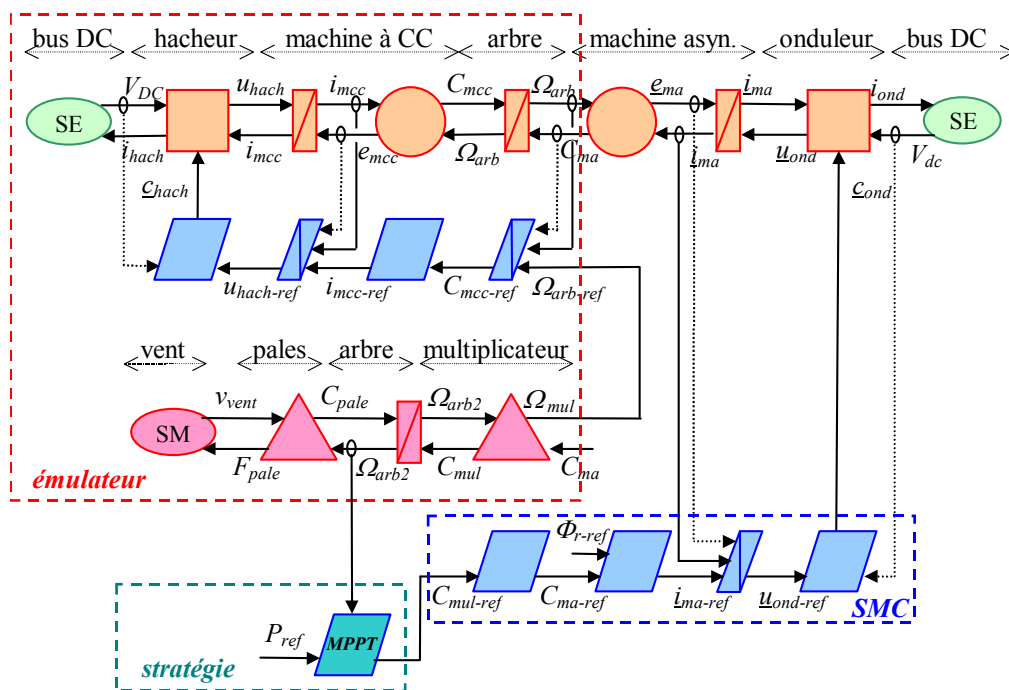 bus DC hacheur machine à CC arbre machine asyn. onduleur bus DC
V_DC u_hach i_mcc C_mcc Ω_arb e_ma i_ma i_ond
SE SE
i_hach i_mcc e_mcc Ω_arb C_ma i_ma u_ond V_dc
c_hach c_ond
u_hach-ref i_mcc-ref C_mcc-ref Ω_arb-ref
vent pales arbre multiplicateur
v_vent C_pale Ω_arb2 Ω_mul
SM
F_pale Ω_arb2 C_mul C_ma
émulateur
Φ_r-ref
C_mul-ref C_ma-ref i_ma-ref u_ond-ref
SMC
P_ref MPPT
stratégie